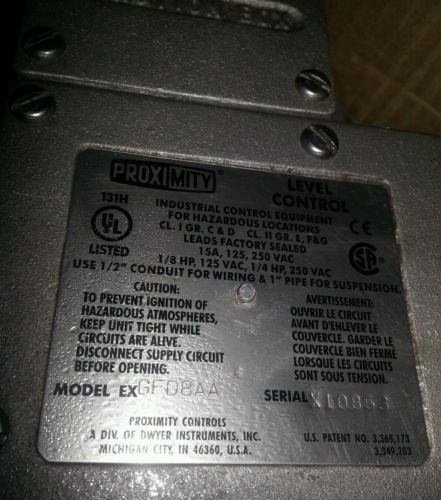 PROXIMITY
LEVEL
CONTROL
131H
UL
LISTED
INDUSTRIAL CONTROL EQUIPMENT
FOR HAZARDOUS LOCATIONS
CL. I GR. C & D CL. II GR. E, F&G
LEADS FACTORY SEALED
15A, 125, 250 VAC
1/8 HP, 125 VAC, 1/4 HP, 250 VAC
USE 1/2" CONDUIT FOR WIRING & 1" PIPE FOR SUSPENSION.
CE
CAUTION:
TO PREVENT IGNITION OF
HAZARDOUS ATMOSPHERES,
KEEP UNIT TIGHT WHILE
CIRCUITS ARE ALIVE.
DISCONNECT SUPPLY CIRCUIT
BEFORE OPENING.
AVERTISSEMENT:
OUVRIR LE CIRCUIT
AVANT D'ENLEVER LE
COUVERCLE. GARDER LE
COUVERCLE BIEN FERMÉ
LORSQUE LES CIRCUITS
SONT SOUS TENSION.
MODEL EXGFD8AA
SERIAL X10853
PROXIMITY CONTROLS
A DIV. OF DWYER INSTRUMENTS, INC.
MICHIGAN CITY, IN 46360, U.S.A.
U.S. PATENT NO. 3,368,173
3,349,203